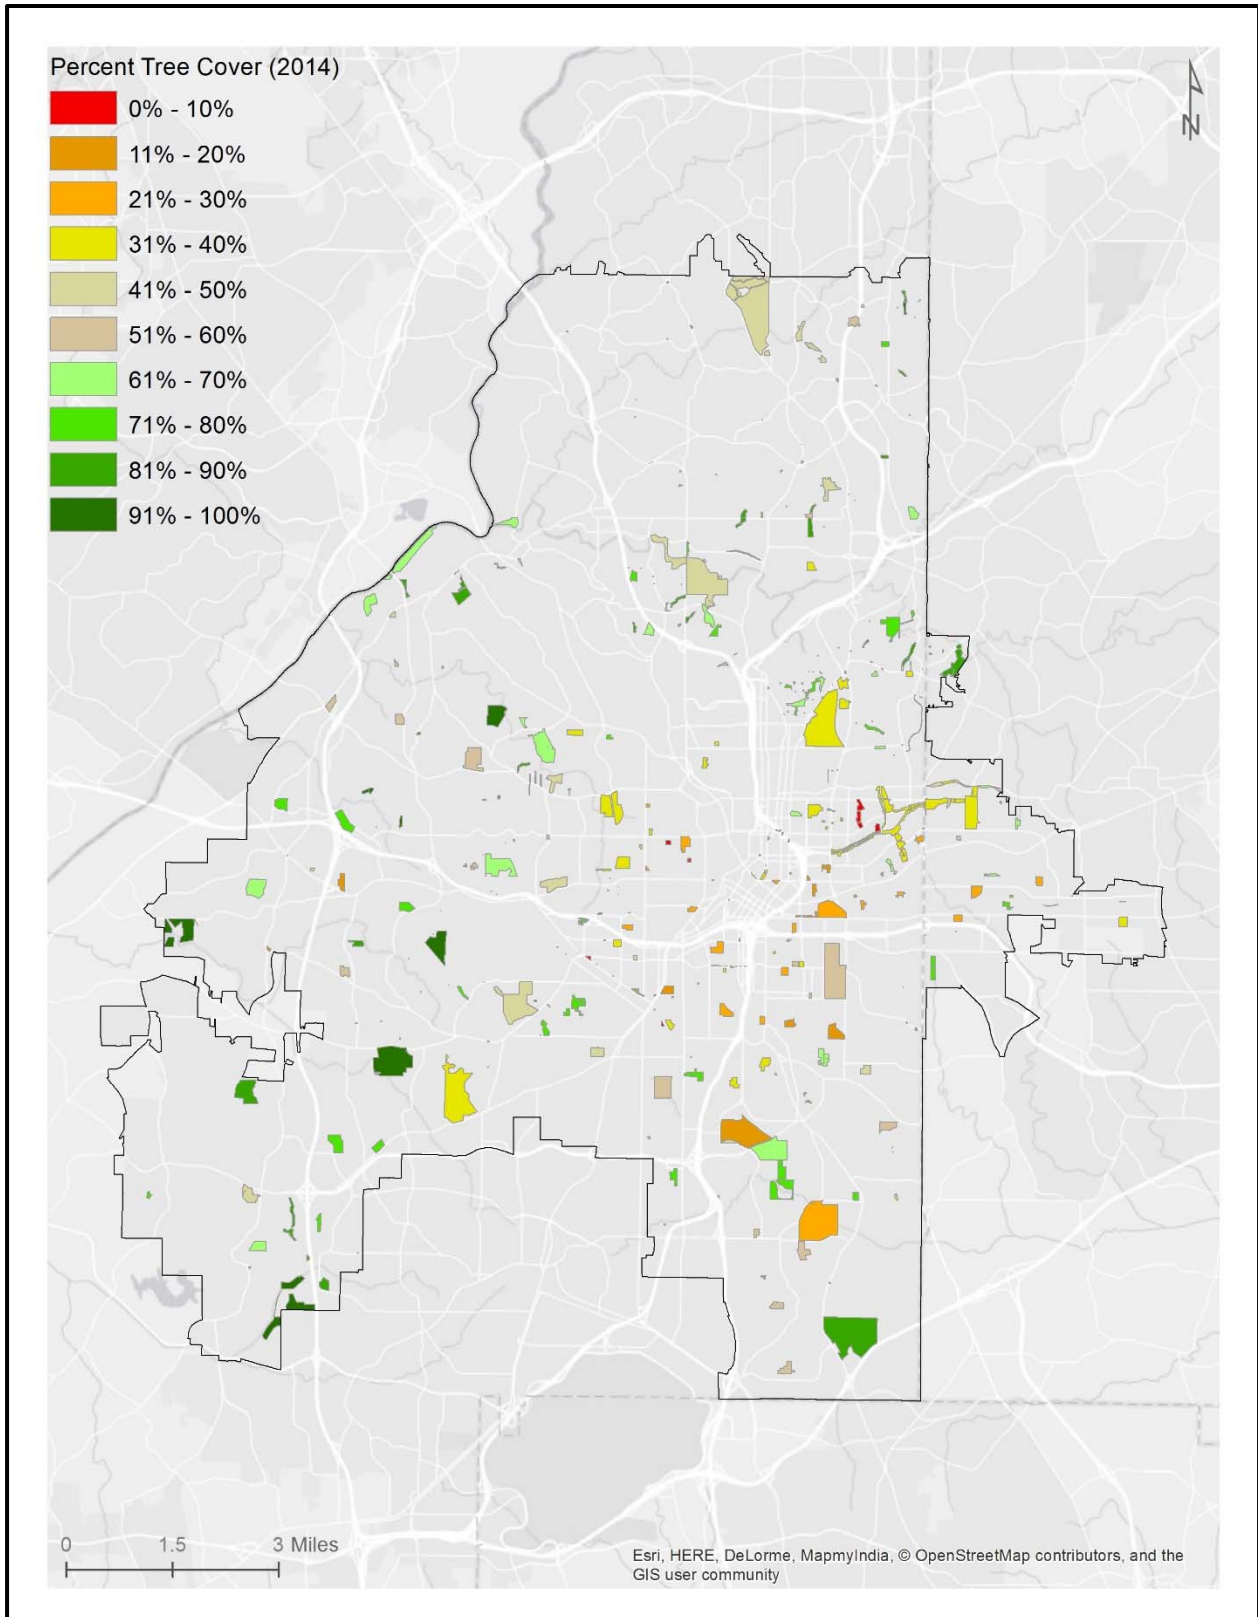 Percent Tree Cover (2014)
0% - 10%
11% - 20%
21% - 30%
31% - 40%
41% - 50%
51% - 60%
61% - 70%
71% - 80%
81% - 90%
91% - 100%
N
0 1.5 3 Miles
Esri, HERE, DeLorme, MapmyIndia, © OpenStreetMap contributors, and the
GIS user community